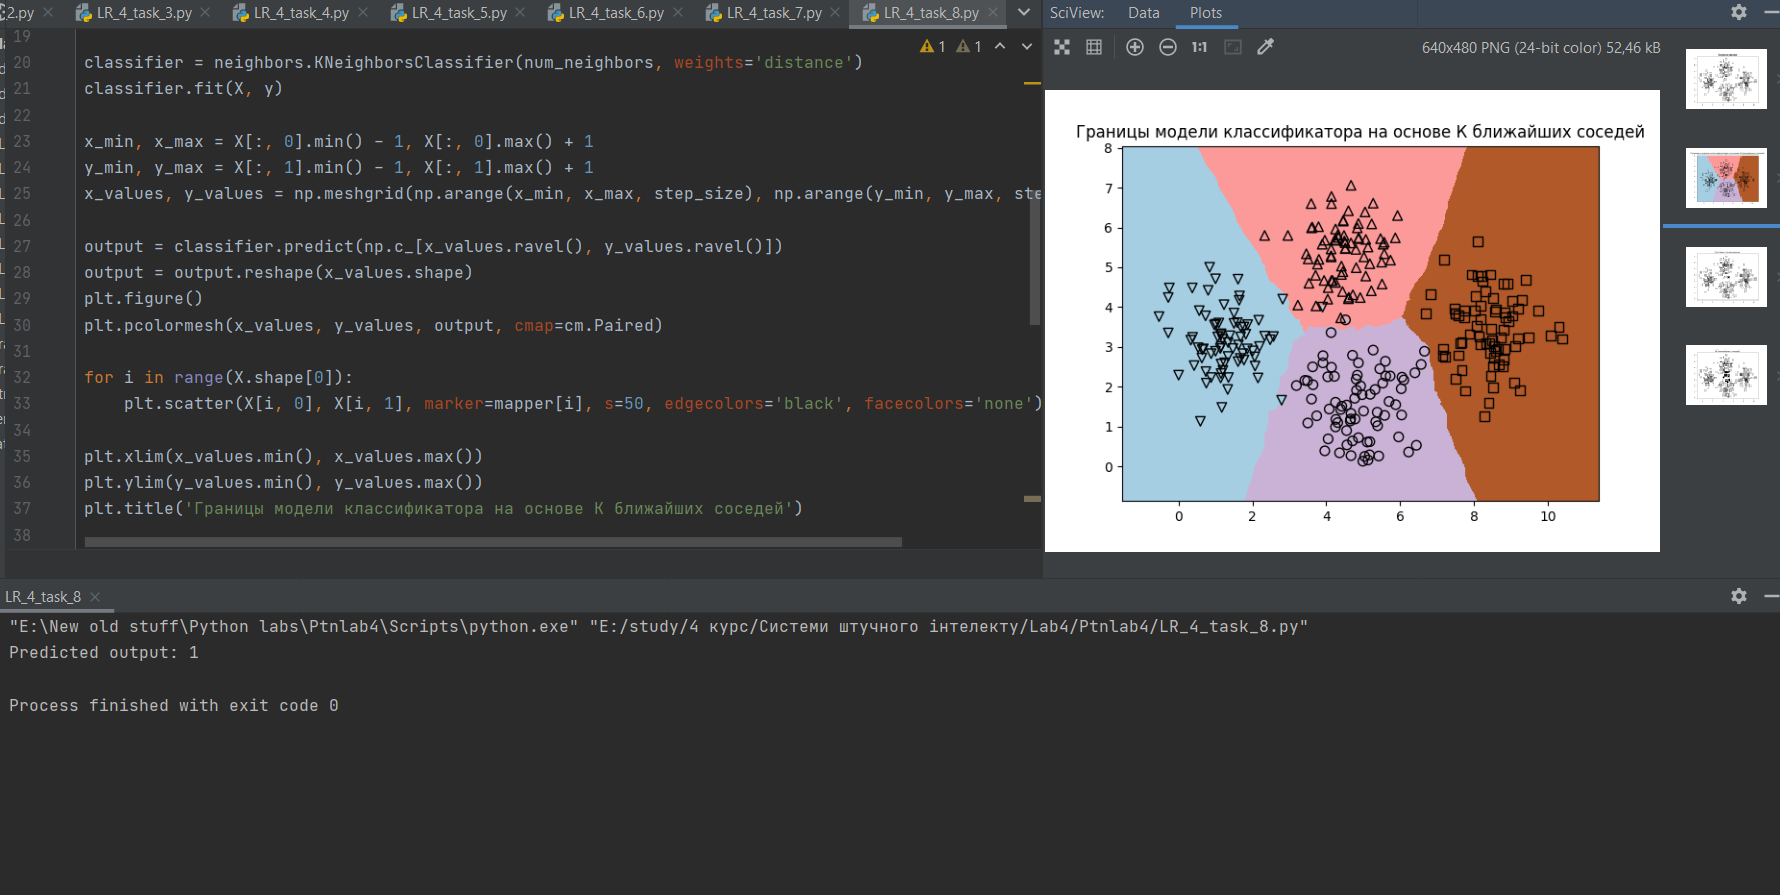 2.py LR_4_task_3.py LR_4_task_4.py LR_4_task_5.py LR_4_task_6.py LR_4_task_7.py LR_4_task_8.py
SciView: Data Plots
1 1
1:1 640x480 PNG (24-bit color) 52,46 kB
19
20 classifier = neighbors.KNeighborsClassifier(num_neighbors, weights='distance')
21 classifier.fit(X, y)
22
23 x_min, x_max = X[:, 0].min() - 1, X[:, 0].max() + 1
24 y_min, y_max = X[:, 1].min() - 1, X[:, 1].max() + 1
25 x_values, y_values = np.meshgrid(np.arange(x_min, x_max, step_size), np.arange(y_min, y_max, ste
26
27 output = classifier.predict(np.c_[x_values.ravel(), y_values.ravel()])
28 output = output.reshape(x_values.shape)
29 plt.figure()
30 plt.pcolormesh(x_values, y_values, output, cmap=cm.Paired)
31
32 for i in range(X.shape[0]):
33 plt.scatter(X[i, 0], X[i, 1], marker=mapper[i], s=50, edgecolors='black', facecolors='none')
34
35 plt.xlim(x_values.min(), x_values.max())
36 plt.ylim(y_values.min(), y_values.max())
37 plt.title('Границы модели классификатора на основе К ближайших соседей')
38
Границы модели классификатора на основе К ближайших соседей
8
7
6
5
4
3
2
1
0
0 2 4 6 8 10
LR_4_task_8
"E:\New old stuff\Python labs\Ptnlab4\Scripts\python.exe" "E:/study/4 курс/Системи штучного інтелекту/Lab4/Ptnlab4/LR_4_task_8.py"
Predicted output: 1
Process finished with exit code 0